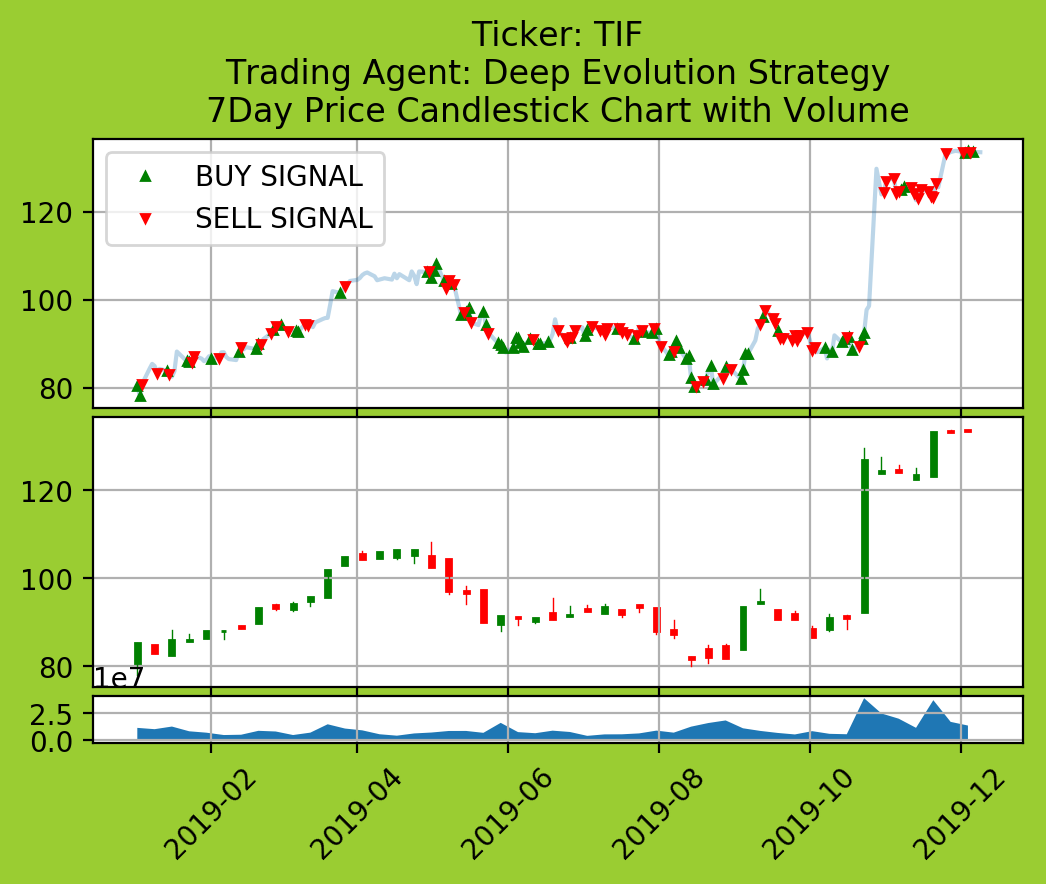 Ticker: TIF
Trading Agent: Deep Evolution Strategy
7Day Price Candlestick Chart with Volume
BUY SIGNAL
SELL SIGNAL
120
100
80
120
100
80
1e7
2.5
0.0
2019-02
2019-04
2019-06
2019-08
2019-10
2019-12